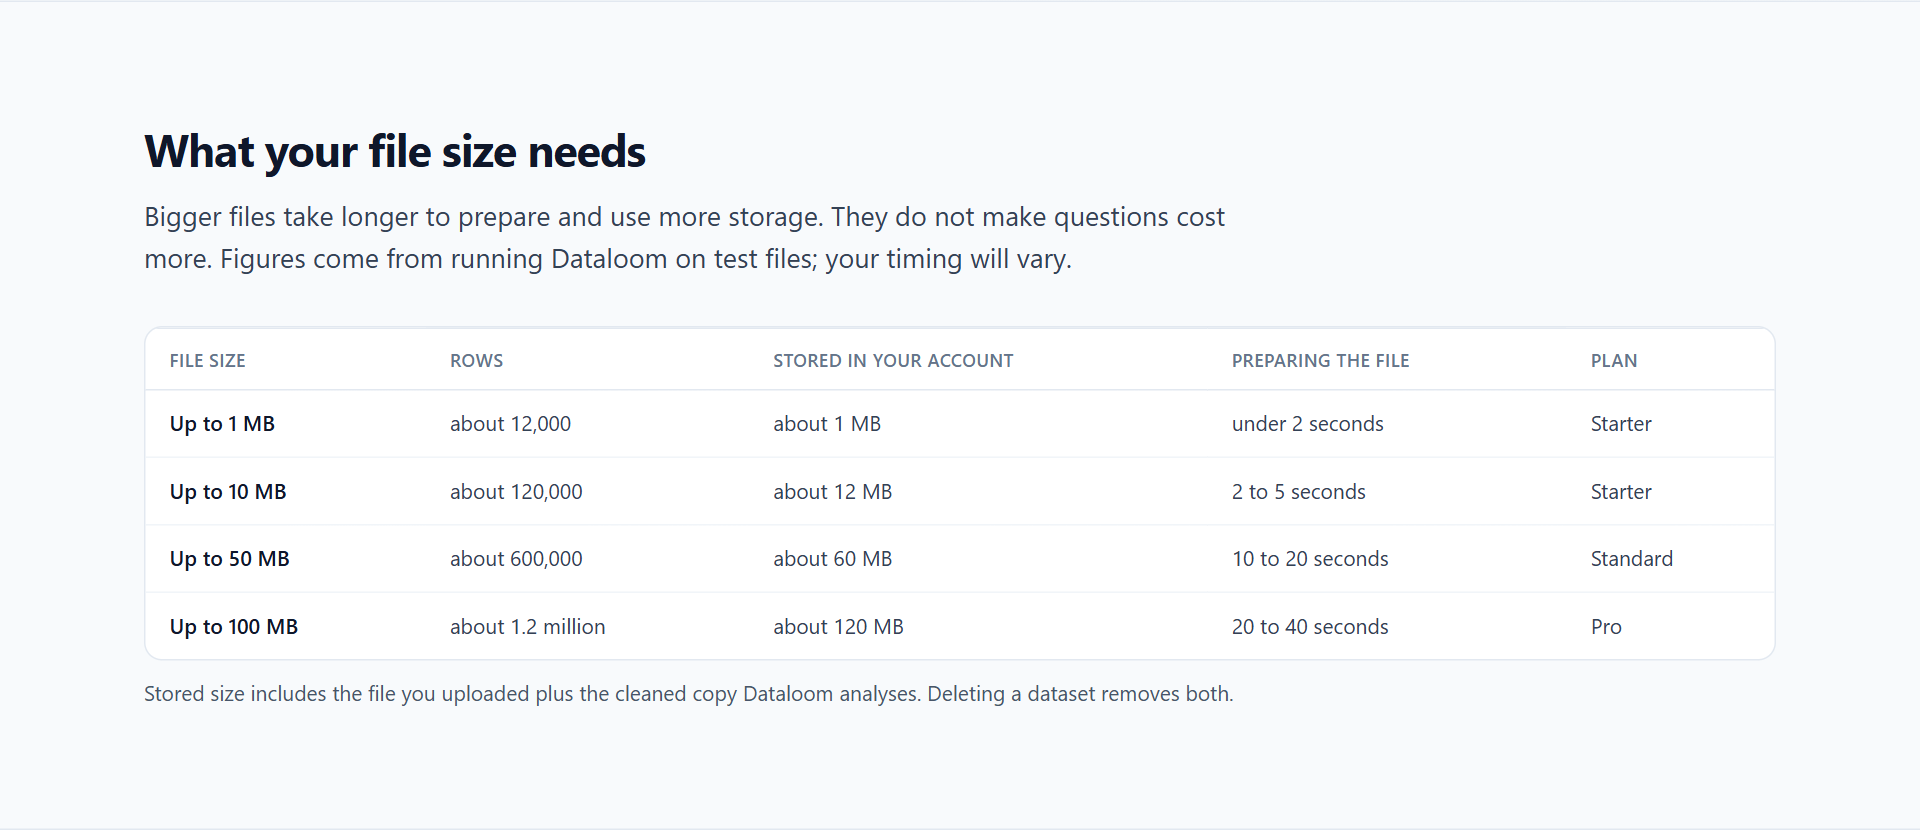 What your file size needs
Bigger files take longer to prepare and use more storage. They do not make questions cost
more. Figures come from running Dataloom on test files; your timing will vary.
FILE SIZE ROWS STORED IN YOUR ACCOUNT PREPARING THE FILE PLAN
Up to 1 MB about 12,000 about 1 MB under 2 seconds Starter
Up to 10 MB about 120,000 about 12 MB 2 to 5 seconds Starter
Up to 50 MB about 600,000 about 60 MB 10 to 20 seconds Standard
Up to 100 MB about 1.2 million about 120 MB 20 to 40 seconds Pro
Stored size includes the file you uploaded plus the cleaned copy Dataloom analyses. Deleting a dataset removes both.